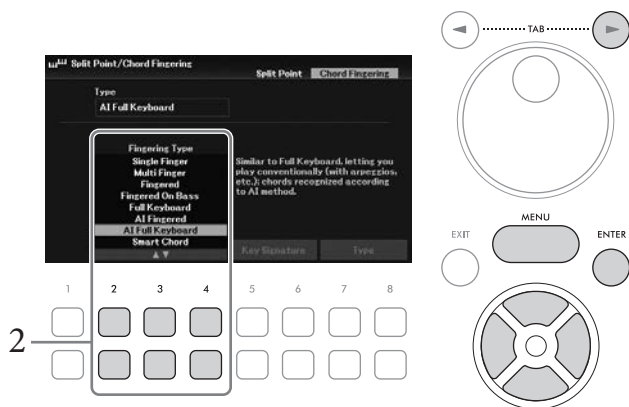 TAB
Split Point/Chord Fingering
Split Point Chord Fingering
Type
AI Full Keyboard
Fingering Type
Single Finger
Multi Finger
Fingered
Fingered On Bass
Full Keyboard
AI Fingered
AI Full Keyboard
Smart Chord
Similar to Full Keyboard, letting you
play conventionally (with arpeggios,
etc.); chords recognized according
to AI method.
Key Signature Type
EXIT MENU ENTER
1 2 3 4 5 6 7 8
2